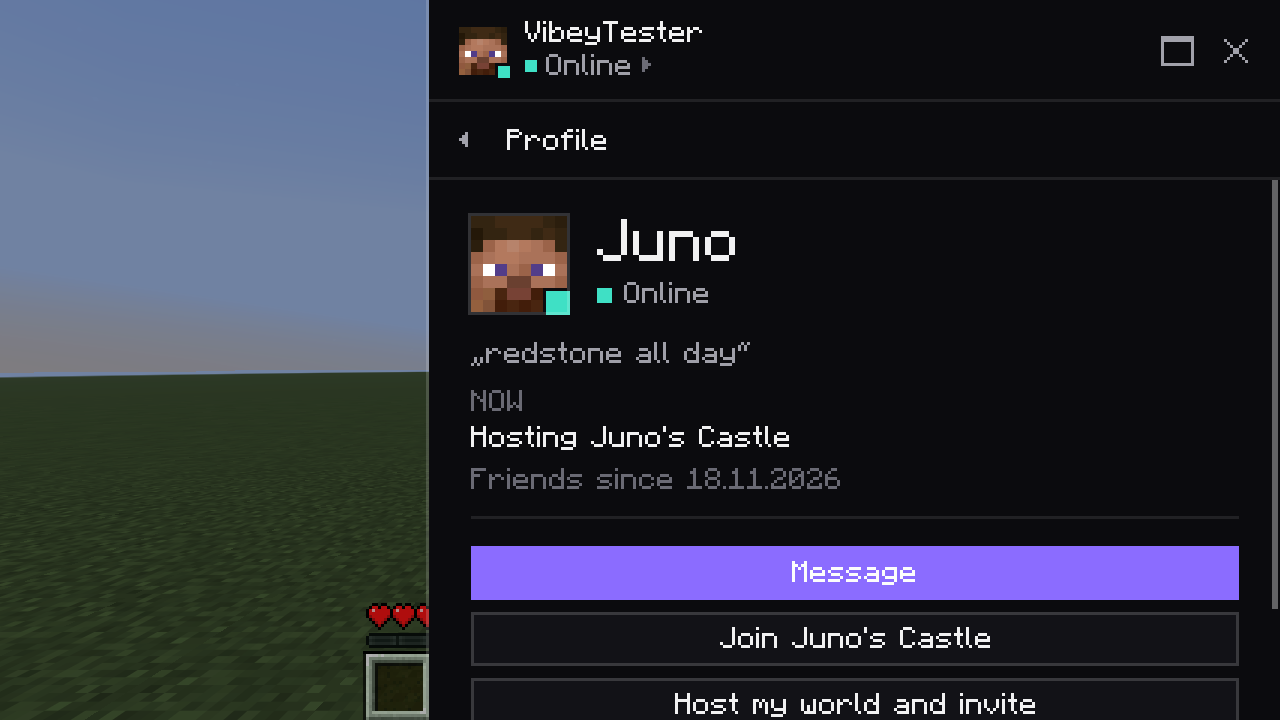 VibeyTester
Online
Profile
Juno
Online
„redstone all day“
NOW
Hosting Juno's Castle
Friends since 18.11.2026
Message
Join Juno's Castle
Host my world and invite